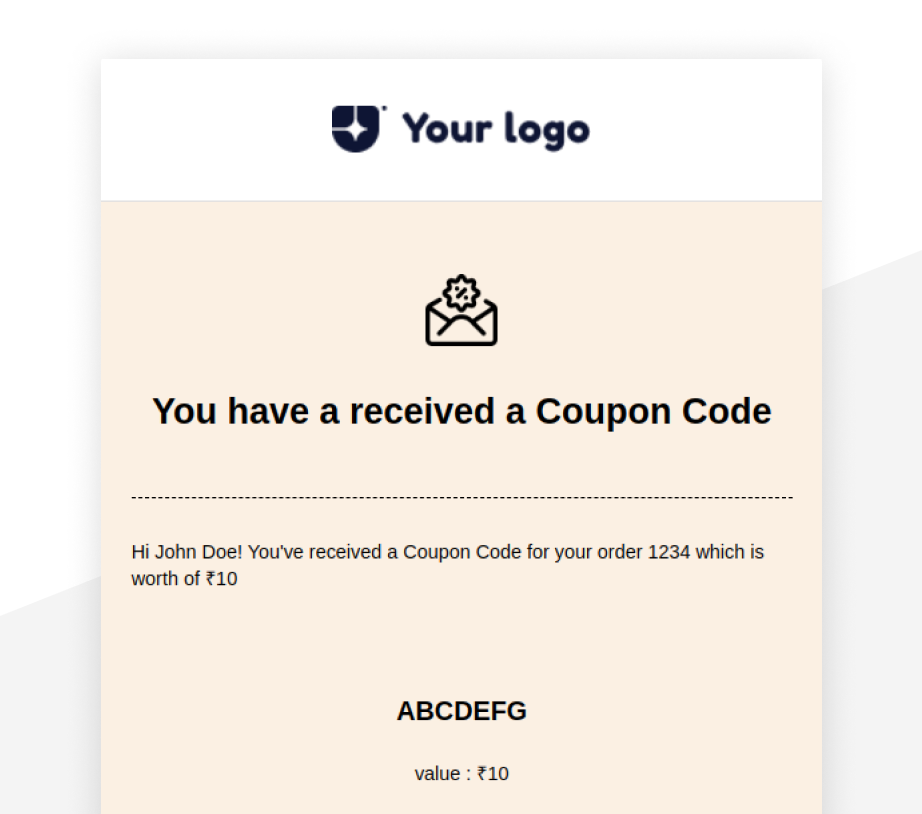 Your logo
You have a received a Coupon Code
Hi John Doe! You've received a Coupon Code for your order 1234 which is
worth of ₹10
ABCDEFG
value : ₹10